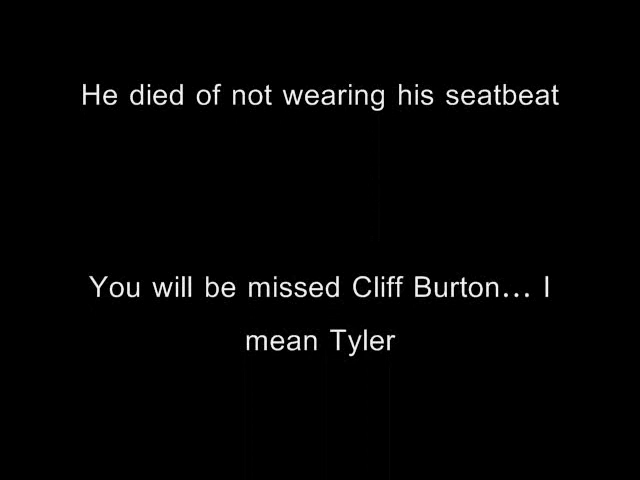 He died of not wearing his seatbeat
You will be missed Cliff Burton... I
mean Tyler